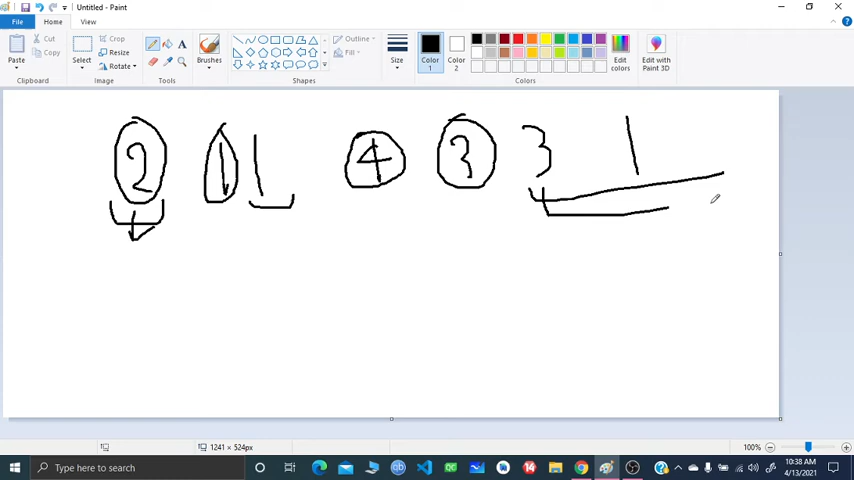 Untitled - Paint
File Home View
Cut
Copy
Paste
Clipboard
Crop
Resize
Rotate
Select
Image
A
Tools
Brushes
Outline
Fill
Shapes
Size
Color 1
Color 2
Edit colors
Edit with Paint 3D
Colors
2 1 1 4 3 3 1
1241 × 524px
100%
Type here to search
10:38 AM
4/13/2021